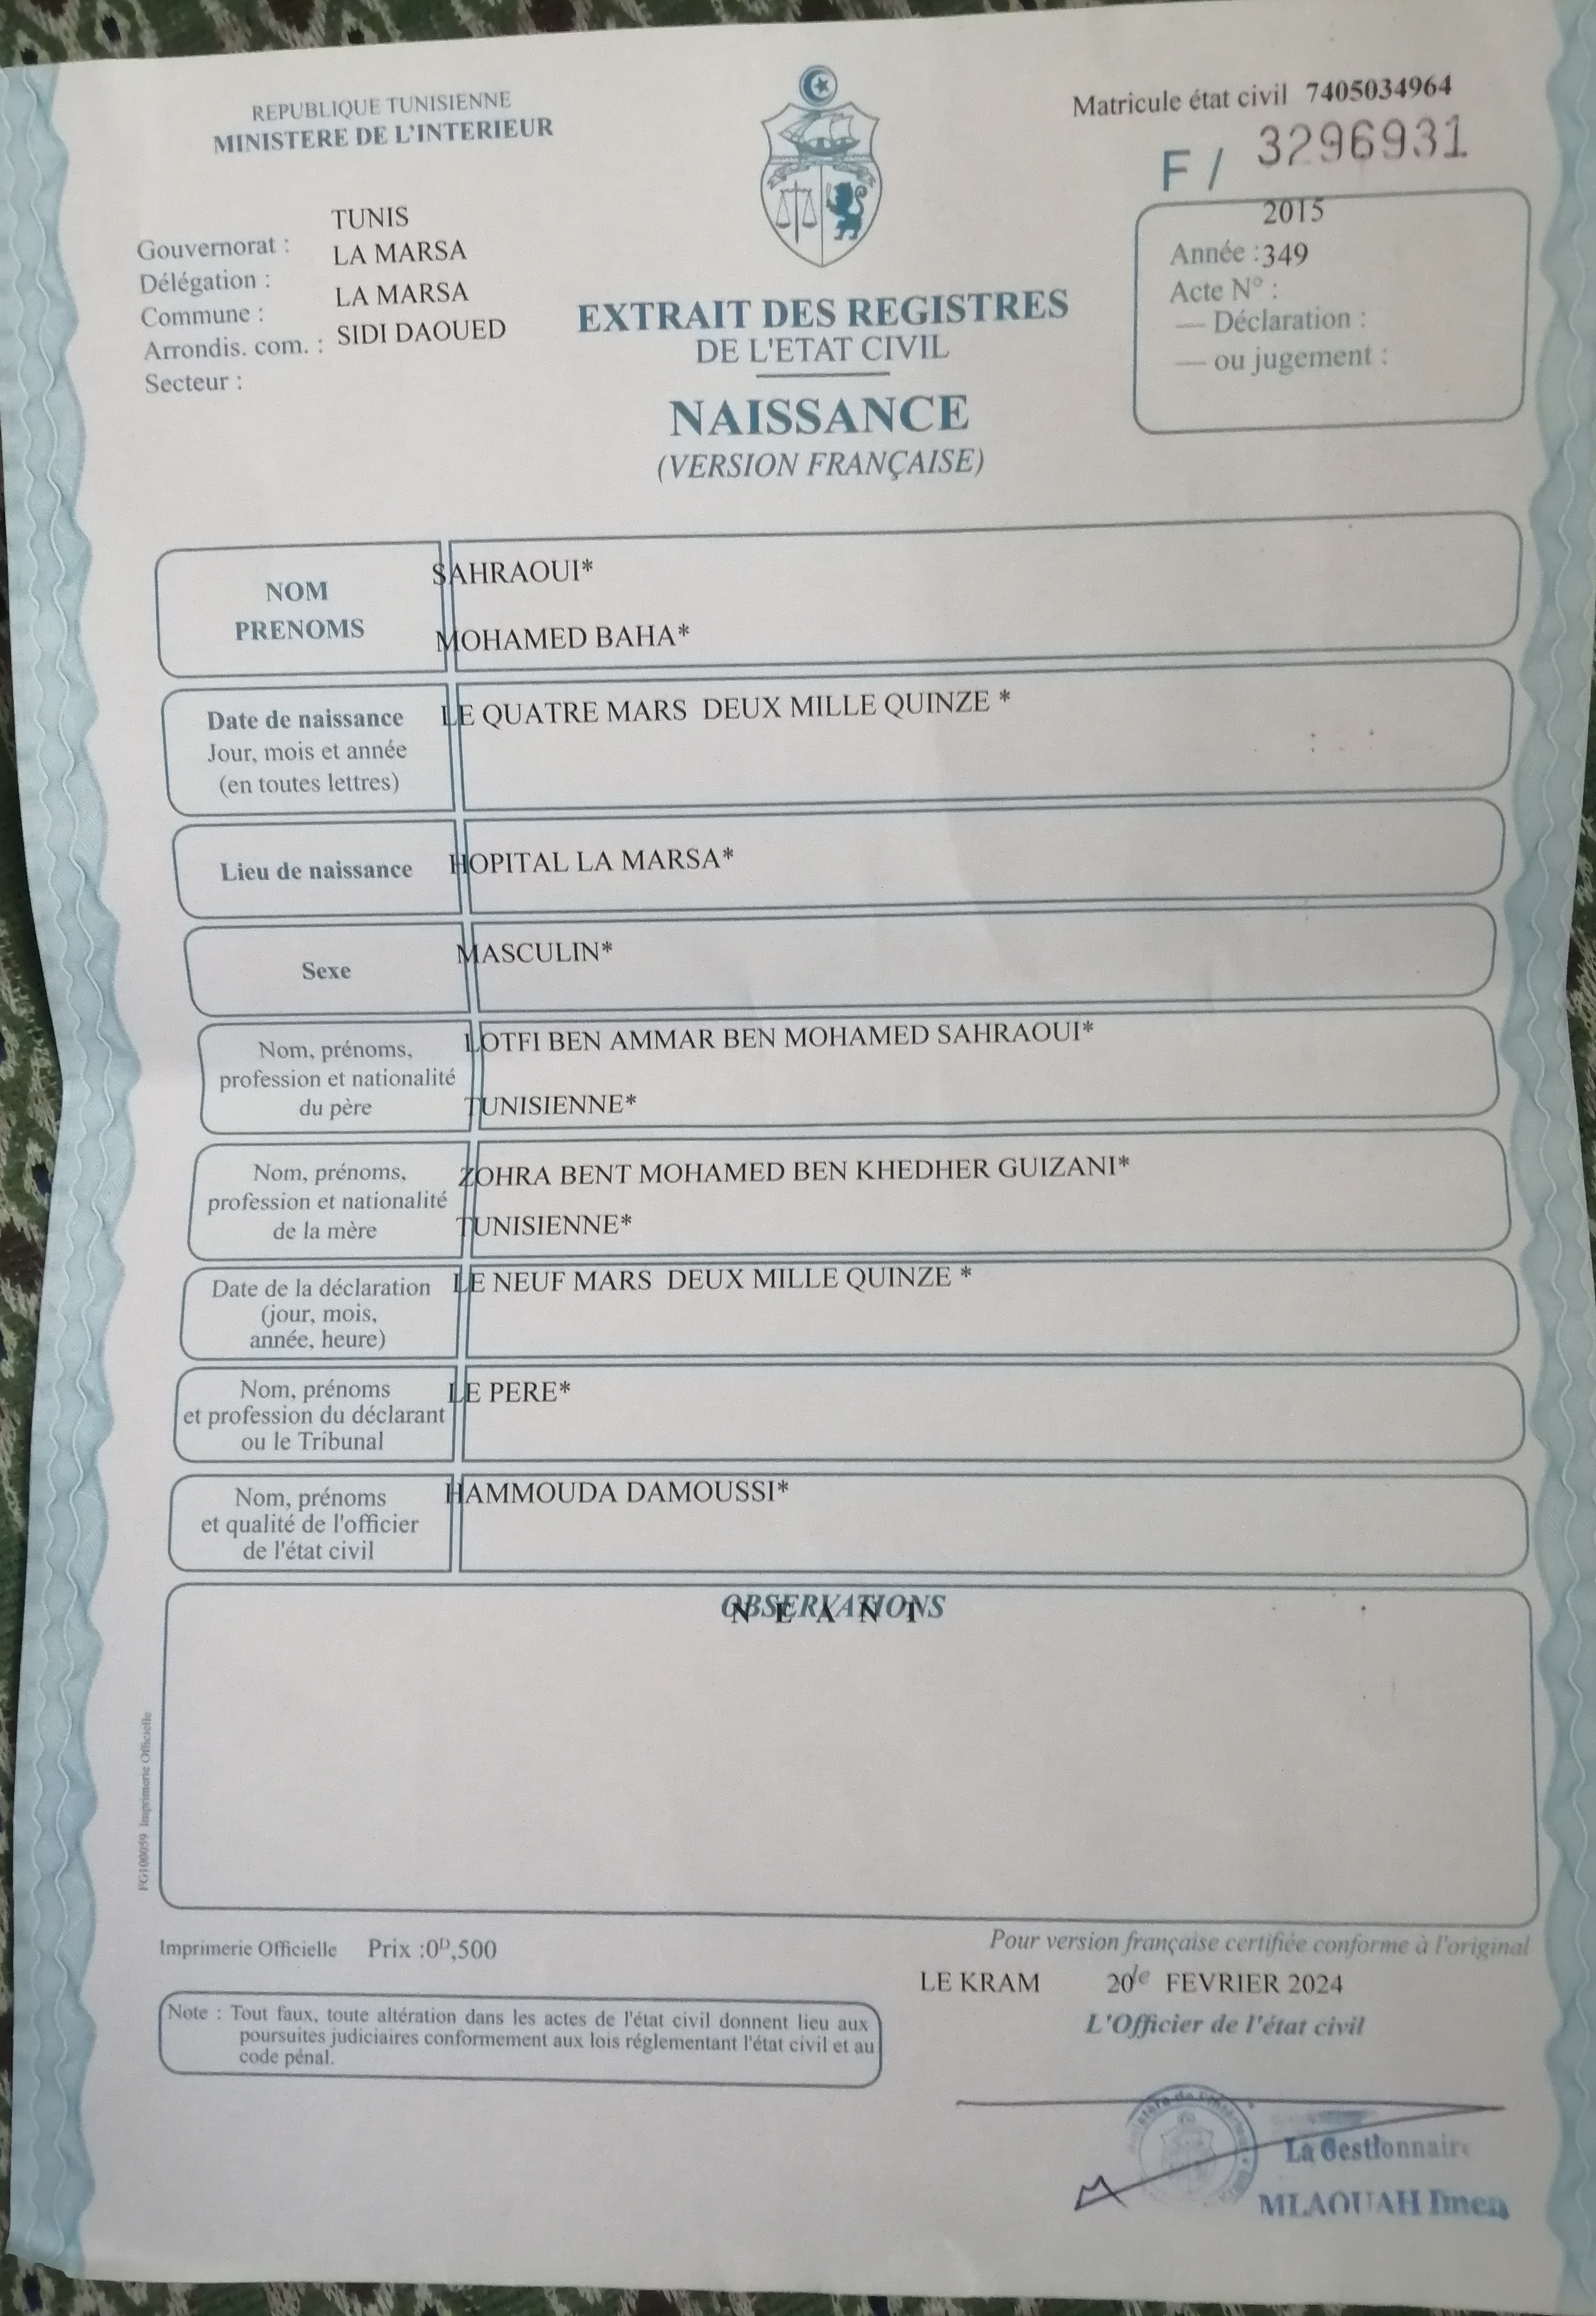 REPUBLIQUE TUNISIENNE
MINISTERE DE L'INTERIEUR
Matricule état civil 7405034964
F / 3296931
TUNIS
Gouvernorat : LA MARSA
Délégation :
Commune : LA MARSA
Arrondis. com. : SIDI DAOUED
Secteur :
2015
Année :349
Acte N° :
— Déclaration :
— ou jugement :
EXTRAIT DES REGISTRES
DE L'ETAT CIVIL
NAISSANCE
(VERSION FRANÇAISE)
NOM SAHRAOUI*
PRENOMS MOHAMED BAHA*
Date de naissance LE QUATRE MARS DEUX MILLE QUINZE *
Jour, mois et année
(en toutes lettres)
Lieu de naissance HOPITAL LA MARSA*
Sexe MASCULIN*
Nom, prénoms, LOTFI BEN AMMAR BEN MOHAMED SAHRAOUI*
profession et nationalité
du père TUNISIENNE*
Nom, prénoms, ZOHRA BENT MOHAMED BEN KHEDHER GUIZANI*
profession et nationalité
de la mère TUNISIENNE*
Date de la déclaration LE NEUF MARS DEUX MILLE QUINZE *
(jour, mois,
année, heure)
Nom, prénoms LE PERE*
et profession du déclarant
ou le Tribunal
Nom, prénoms HAMMOUDA DAMOUSSI*
et qualité de l'officier
de l'état civil
OBSERVATIONS
N E A N T
FG100059 Imprimerie Officielle
Imprimerie Officielle Prix :0D,500
Pour version française certifiée conforme à l'original
LE KRAM 20 le FEVRIER 2024
L'Officier de l'état civil
Note : Tout faux, toute altération dans les actes de l'état civil donnent lieu aux
poursuites judiciaires conformement aux lois réglementant l'état civil et au
code pénal.
La Gestionnaire
MLAOUAH Imen